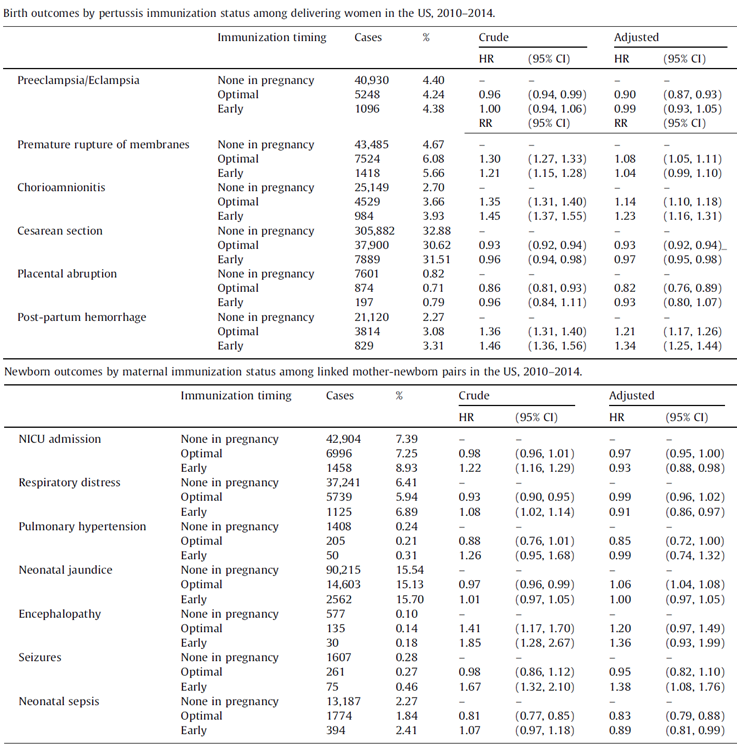 Birth outcomes by pertussis immunization status among delivering women in the US, 2010–2014.
Immunization timing Cases % Crude Adjusted
HR (95% CI) HR (95% CI)
Preeclampsia/Eclampsia None in pregnancy 40,930 4.40 – – – –
Optimal 5248 4.24 0.96 (0.94, 0.99) 0.90 (0.87, 0.93)
Early 1096 4.38 1.00 (0.94, 1.06) 0.99 (0.93, 1.05)
RR (95% CI) RR (95% CI)
Premature rupture of membranes None in pregnancy 43,485 4.67 – – – –
Optimal 7524 6.08 1.30 (1.27, 1.33) 1.08 (1.05, 1.11)
Early 1418 5.66 1.21 (1.15, 1.28) 1.04 (0.99, 1.10)
Chorioamnionitis None in pregnancy 25,149 2.70 – – – –
Optimal 4529 3.66 1.35 (1.31, 1.40) 1.14 (1.10, 1.18)
Early 984 3.93 1.45 (1.37, 1.55) 1.23 (1.16, 1.31)
Cesarean section None in pregnancy 305,882 32.88 – – – –
Optimal 37,900 30.62 0.93 (0.92, 0.94) 0.93 (0.92, 0.94)_
Early 7889 31.51 0.96 (0.94, 0.98) 0.97 (0.95, 0.98)
Placental abruption None in pregnancy 7601 0.82 – – – –
Optimal 874 0.71 0.86 (0.81, 0.93) 0.82 (0.76, 0.89)
Early 197 0.79 0.96 (0.84, 1.11) 0.93 (0.80, 1.07)
Post-partum hemorrhage None in pregnancy 21,120 2.27 – – – –
Optimal 3814 3.08 1.36 (1.31, 1.40) 1.21 (1.17, 1.26)
Early 829 3.31 1.46 (1.36, 1.56) 1.34 (1.25, 1.44)
Newborn outcomes by maternal immunization status among linked mother-newborn pairs in the US, 2010–2014.
Immunization timing Cases % Crude Adjusted
HR (95% CI) HR (95% CI)
NICU admission None in pregnancy 42,904 7.39 – – – –
Optimal 6996 7.25 0.98 (0.96, 1.01) 0.97 (0.95, 1.00)
Early 1458 8.93 1.22 (1.16, 1.29) 0.93 (0.88, 0.98)
Respiratory distress None in pregnancy 37,241 6.41 – – – –
Optimal 5739 5.94 0.93 (0.90, 0.95) 0.99 (0.96, 1.02)
Early 1125 6.89 1.08 (1.02, 1.14) 0.91 (0.86, 0.97)
Pulmonary hypertension None in pregnancy 1408 0.24 – – – –
Optimal 205 0.21 0.88 (0.76, 1.01) 0.85 (0.72, 1.00)
Early 50 0.31 1.26 (0.95, 1.68) 0.99 (0.74, 1.32)
Neonatal jaundice None in pregnancy 90,215 15.54 – – – –
Optimal 14,603 15.13 0.97 (0.96, 0.99) 1.06 (1.04, 1.08)
Early 2562 15.70 1.01 (0.97, 1.05) 1.00 (0.97, 1.05)
Encephalopathy None in pregnancy 577 0.10 – – – –
Optimal 135 0.14 1.41 (1.17, 1.70) 1.20 (0.97, 1.49)
Early 30 0.18 1.85 (1.28, 2.67) 1.36 (0.93, 1.99)
Seizures None in pregnancy 1607 0.28 – – – –
Optimal 261 0.27 0.98 (0.86, 1.12) 0.95 (0.82, 1.10)
Early 75 0.46 1.67 (1.32, 2.10) 1.38 (1.08, 1.76)
Neonatal sepsis None in pregnancy 13,187 2.27 – – – –
Optimal 1774 1.84 0.81 (0.77, 0.85) 0.83 (0.79, 0.88)
Early 394 2.41 1.07 (0.97, 1.18) 0.89 (0.81, 0.99)